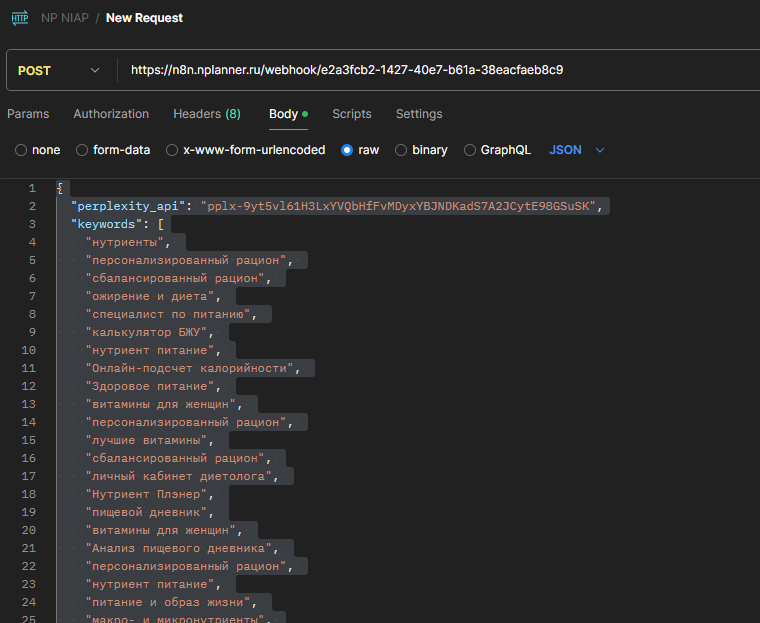 HTTP NP NIAP / New Request
POST https://n8n.nplanner.ru/webhook/e2a3fcb2-1427-40e7-b61a-38eacfaeb8c9
Params Authorization Headers (8) Body Scripts Settings
none form-data x-www-form-urlencoded raw binary GraphQL JSON
1 {
2 "perplexity_api": "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",
3 "keywords": [
4 "нутриенты",
5 "персонализированный рацион",
6 "сбалансированный рацион",
7 "ожирение и диета",
8 "специалист по питанию",
9 "калькулятор БЖУ",
10 "нутриент питание",
11 "Онлайн-подсчет калорийности",
12 "Здоровое питание",
13 "витамины для женщин",
14 "персонализированный рацион",
15 "лучшие витамины",
16 "сбалансированный рацион",
17 "личный кабинет диетолога",
18 "Нутриент Плэнер",
19 "пищевой дневник",
20 "витамины для женщин",
21 "Анализ пищевого дневника",
22 "персонализированный рацион",
23 "нутриент питание",
24 "питание и образ жизни",
25 "макро- и микронутриенты",